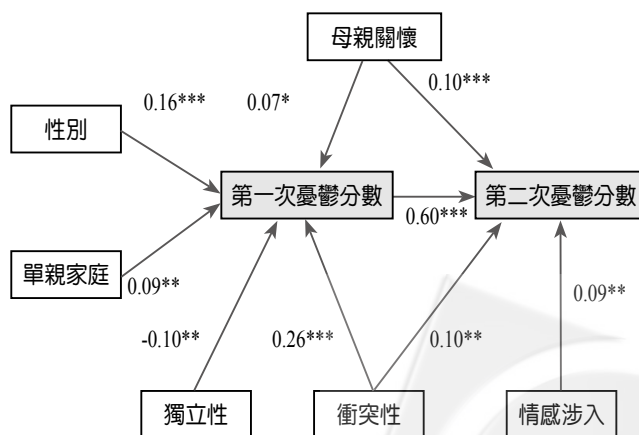 母親關懷
0.16***
0.07*
0.10***
性別
第一次憂鬱分數
第二次憂鬱分數
0.60***
單親家庭
0.09**
-0.10**
0.26***
0.10**
0.09**
獨立性
衝突性
情感涉入